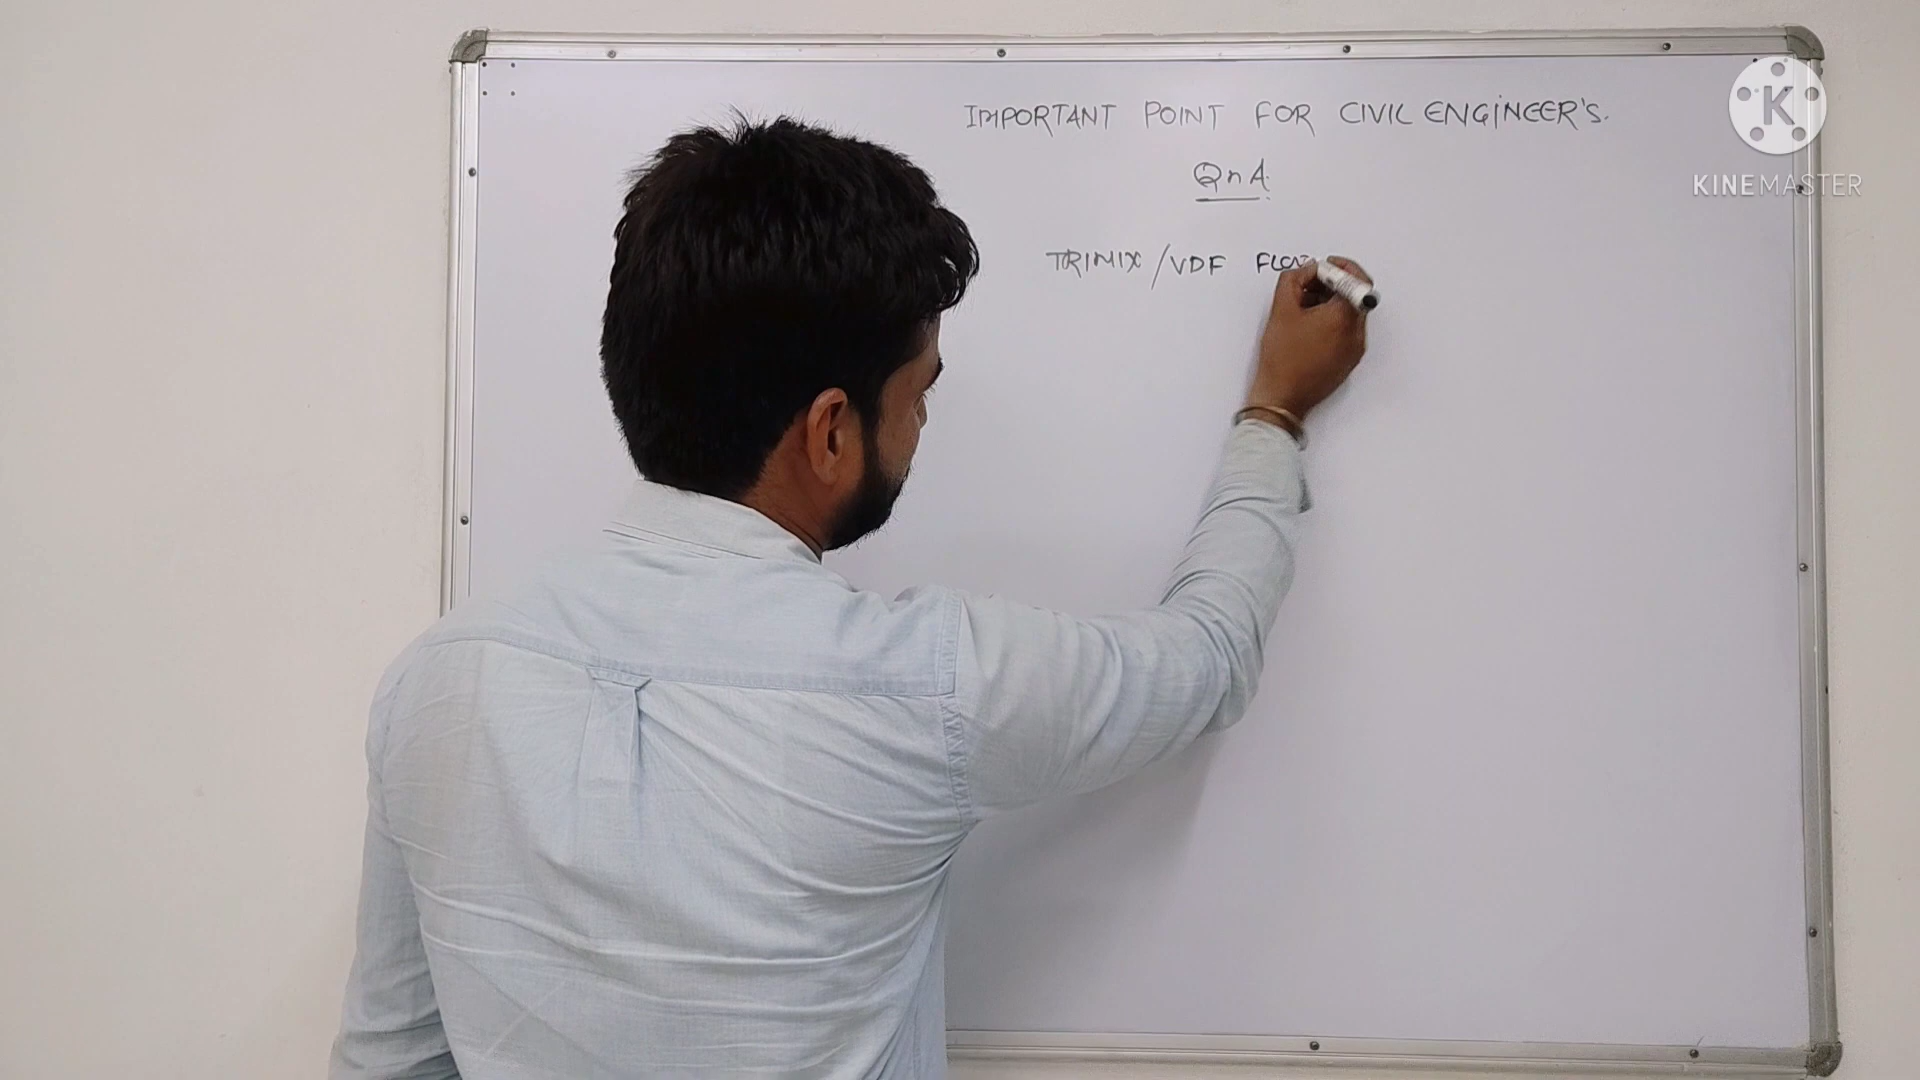 IMPORTANT POINT FOR CIVIL ENGINEER'S.
QnA
TRIMIX/VDF
K
KINEMASTER